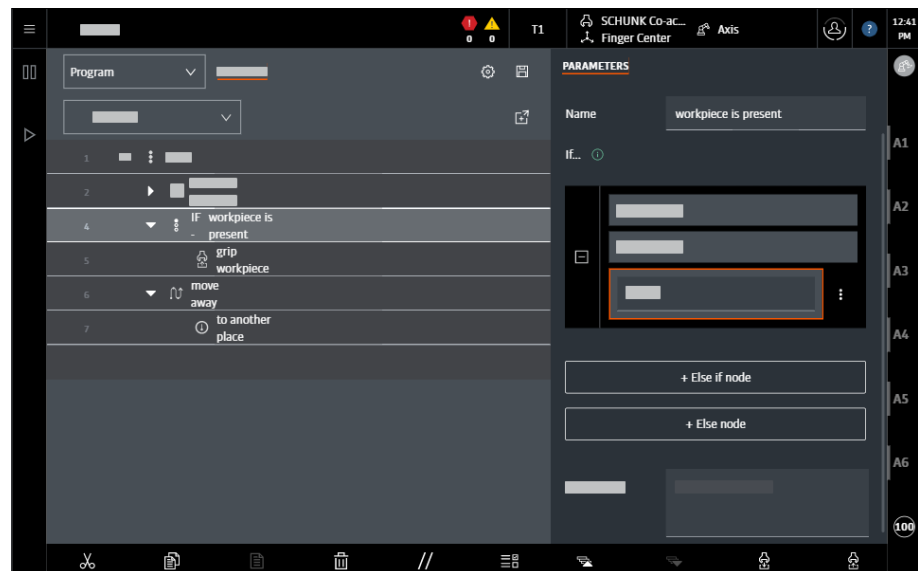 0 0
T1
SCHUNK Co-ac...
Finger Center
Axis
?
12:41
PM
Program
PARAMETERS
Name
workpiece is present
If...
1
2
4
IF workpiece is
- present
5
grip
workpiece
6
move
away
7
to another
place
+ Else if node
+ Else node
A1
A2
A3
A4
A5
A6
100
//